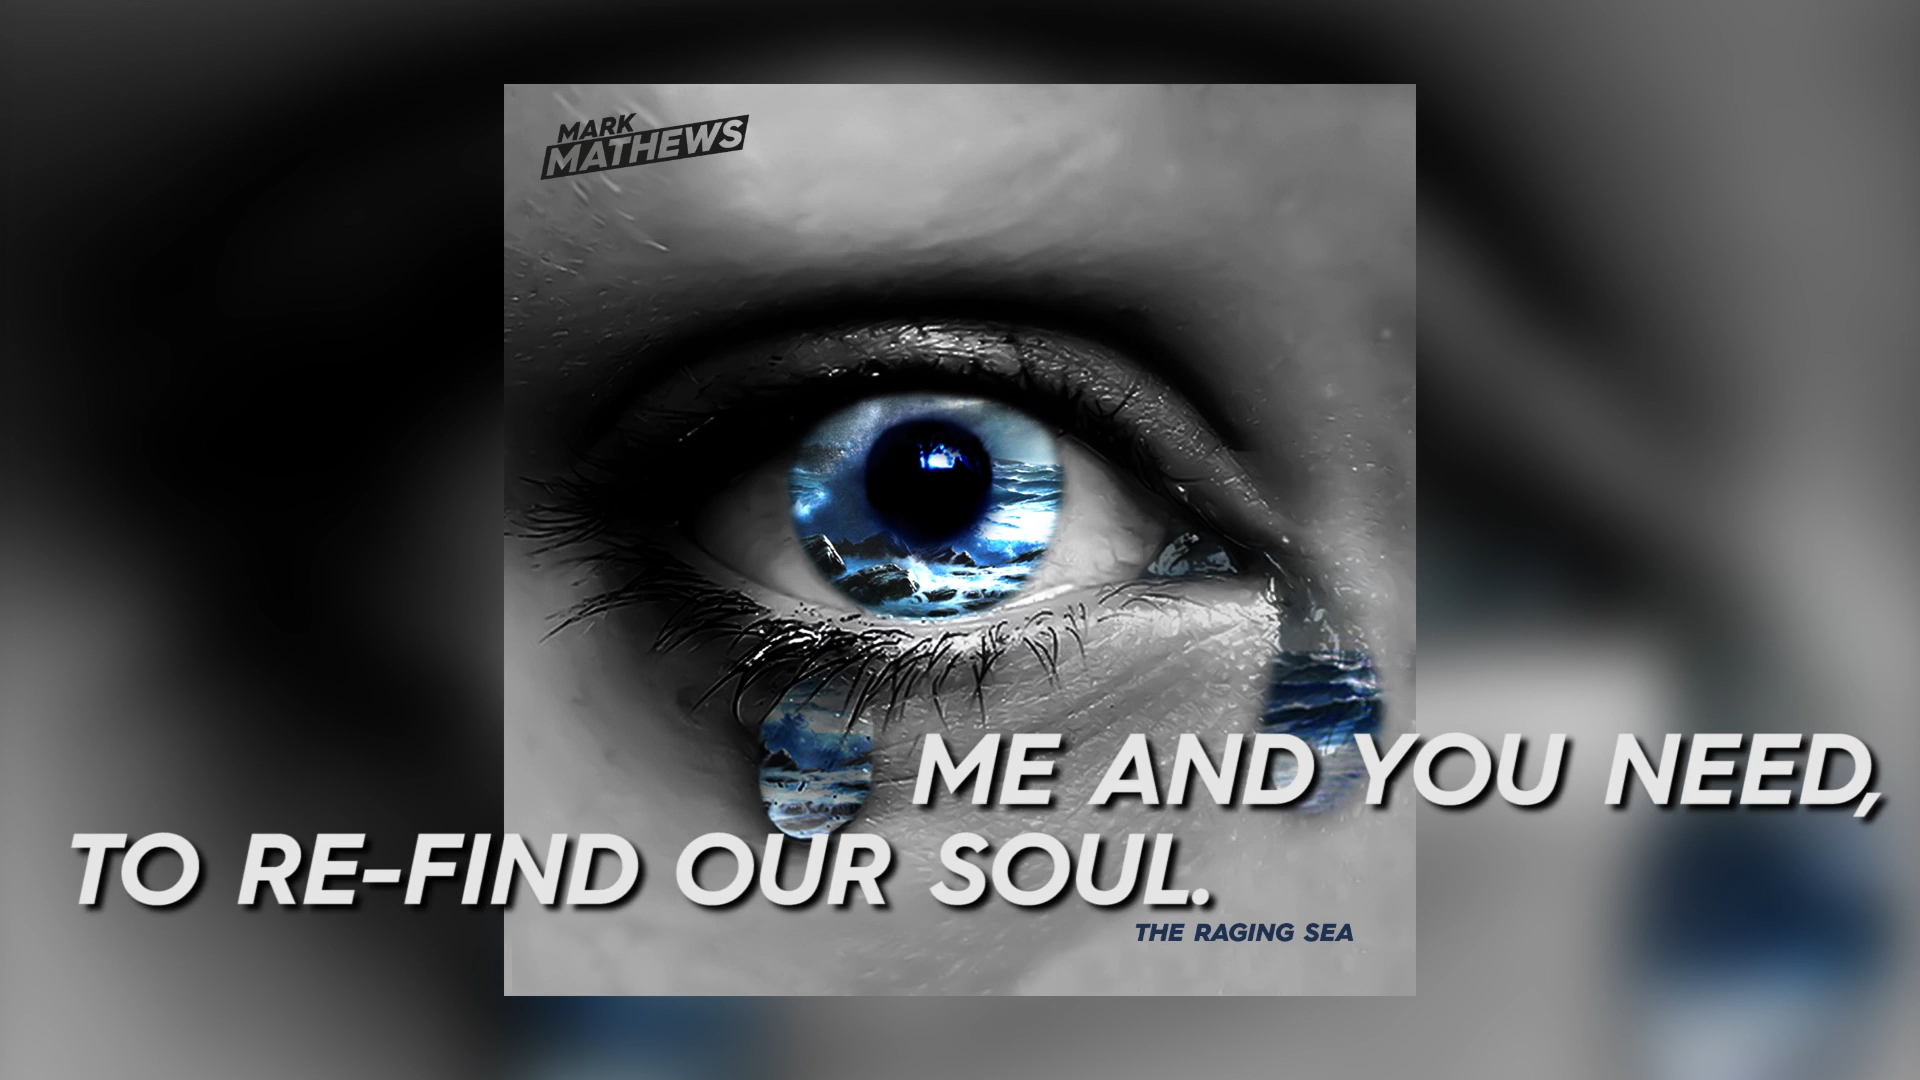 MARK
MATHEWS
ME AND YOU NEED,
TO RE-FIND OUR SOUL.
THE RAGING SEA